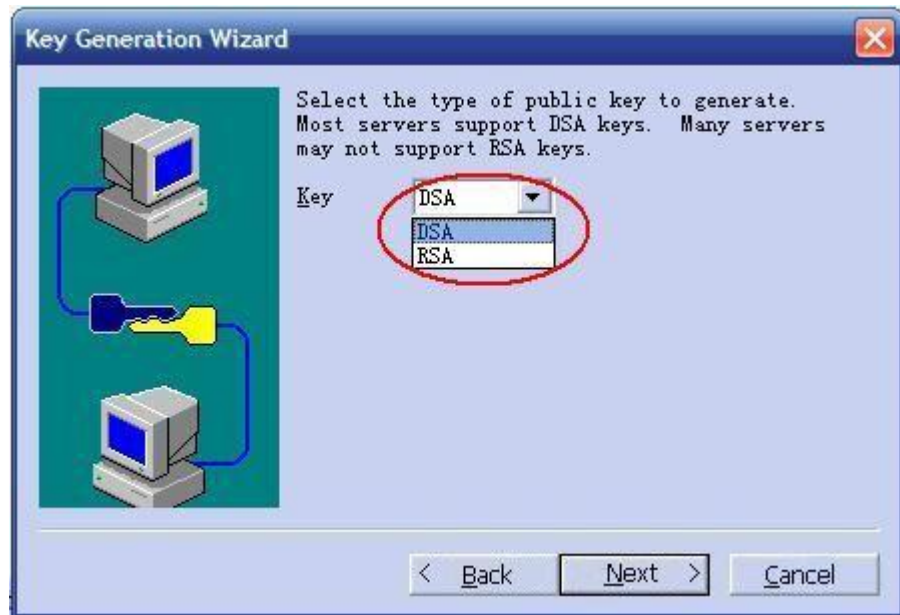 Key Generation Wizard
Select the type of public key to generate.
Most servers support DSA keys.  Many servers
may not support RSA keys.
Key DSA
DSA
RSA
< Back Next > Cancel